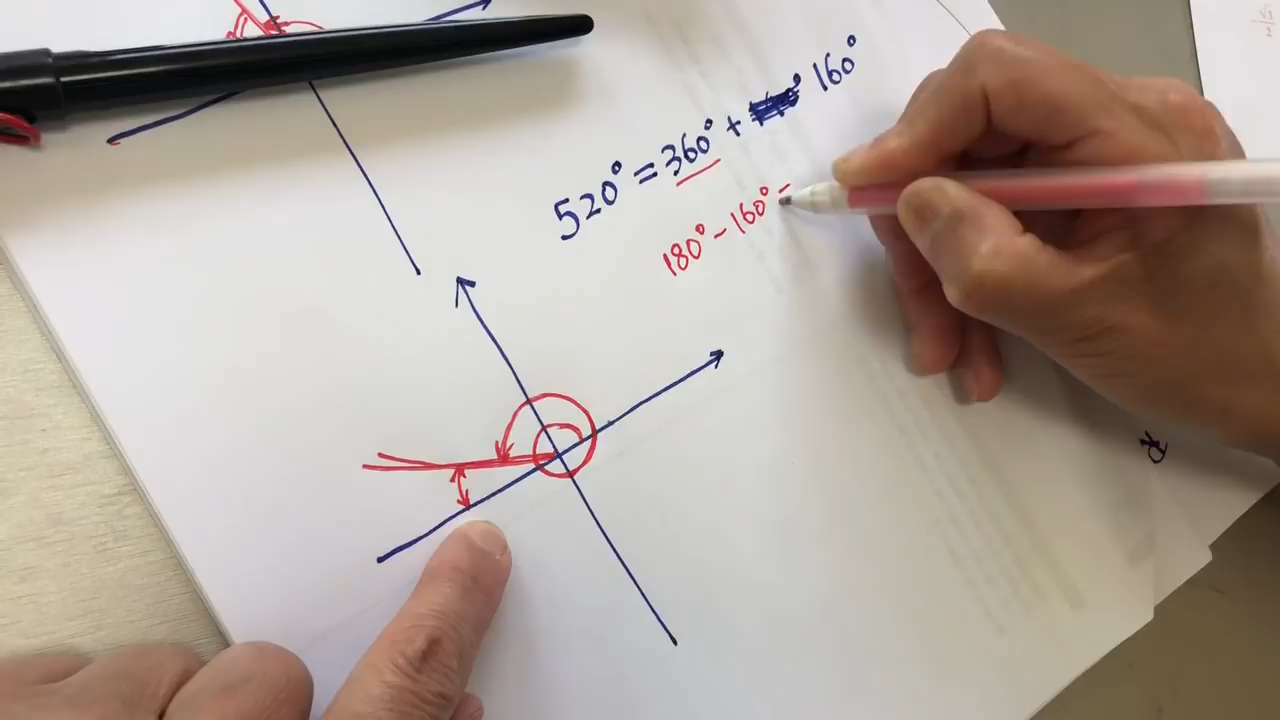 520° = 360° + 160°
180° - 160° =
R